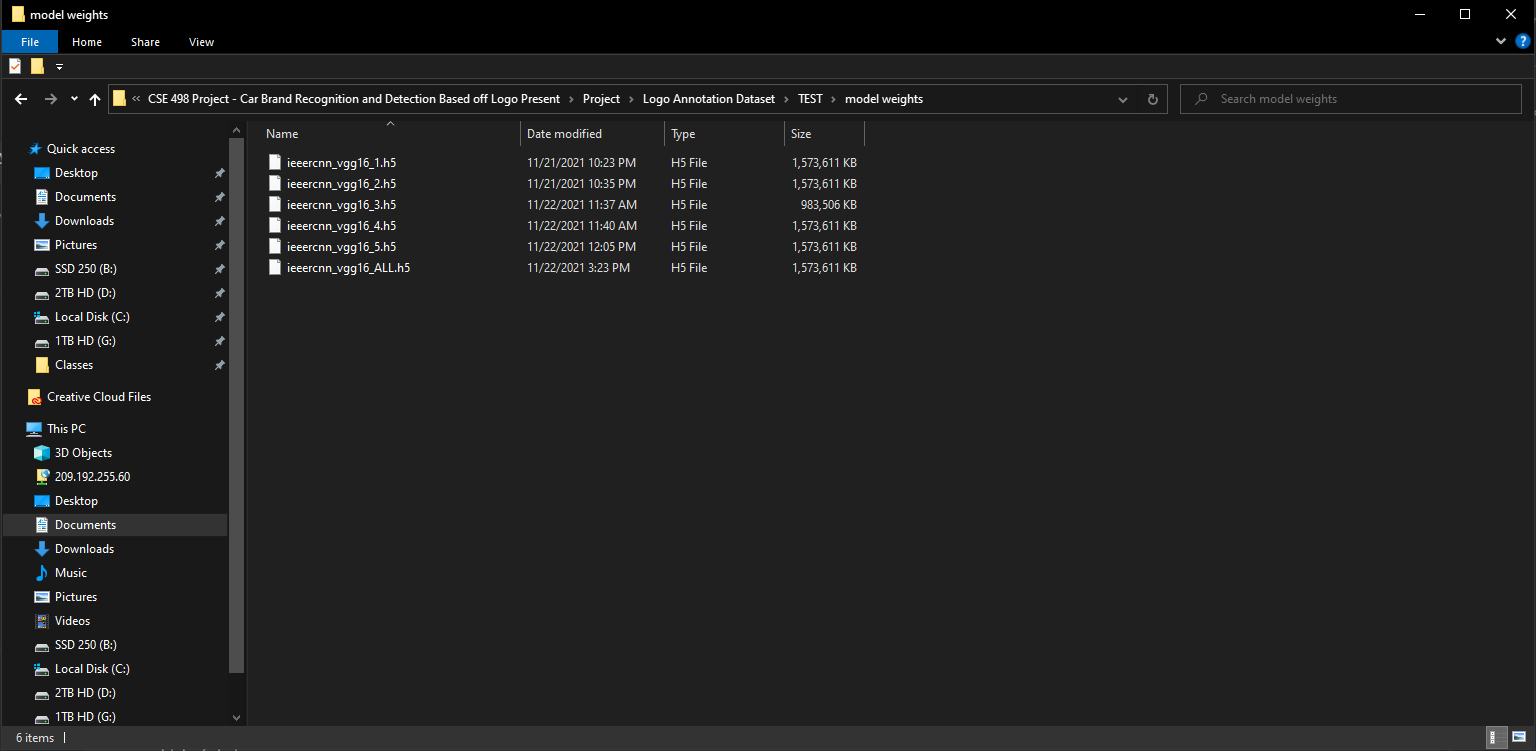 model weights
File Home Share View
« CSE 498 Project - Car Brand Recognition and Detection Based off Logo Present > Project > Logo Annotation Dataset > TEST > model weights
Search model weights
Name Date modified Type Size
ieeercnn_vgg16_1.h5 11/21/2021 10:23 PM H5 File 1,573,611 KB
ieeercnn_vgg16_2.h5 11/21/2021 10:35 PM H5 File 1,573,611 KB
ieeercnn_vgg16_3.h5 11/22/2021 11:37 AM H5 File 983,506 KB
ieeercnn_vgg16_4.h5 11/22/2021 11:40 AM H5 File 1,573,611 KB
ieeercnn_vgg16_5.h5 11/22/2021 12:05 PM H5 File 1,573,611 KB
ieeercnn_vgg16_ALL.h5 11/22/2021 3:23 PM H5 File 1,573,611 KB
Quick access
Desktop
Documents
Downloads
Pictures
SSD 250 (B:)
2TB HD (D:)
Local Disk (C:)
1TB HD (G:)
Classes
Creative Cloud Files
This PC
3D Objects
209.192.255.60
Desktop
Documents
Downloads
Music
Pictures
Videos
SSD 250 (B:)
Local Disk (C:)
2TB HD (D:)
1TB HD (G:)
6 items